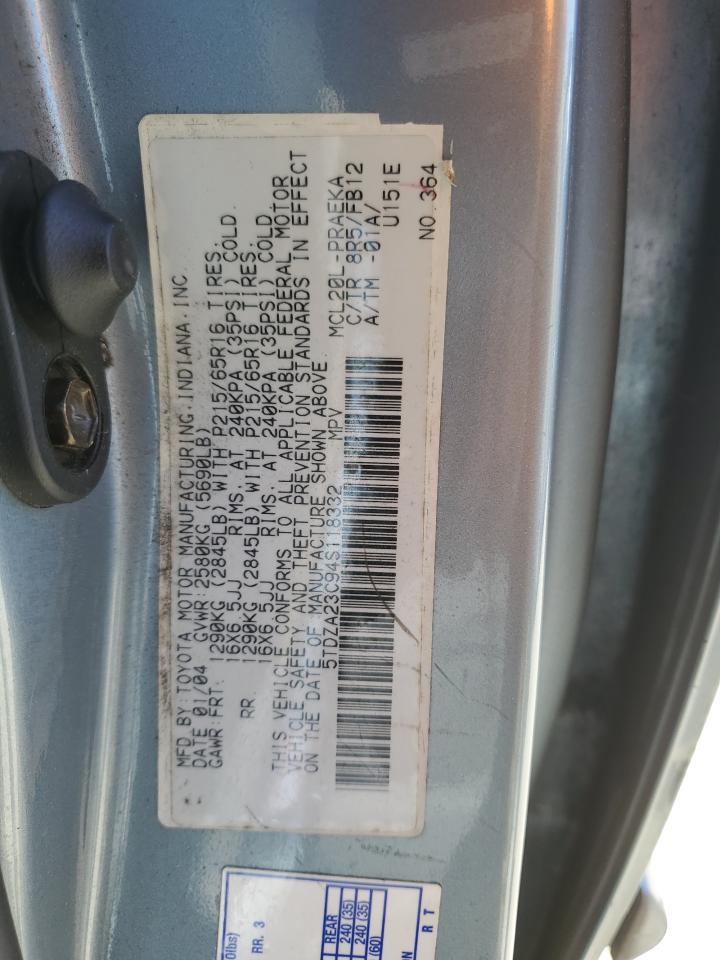 MFD BY:TOYOTA MOTOR MANUFACTURING.INDIANA.INC
DATE 01/04 GVWR:2580KG (5690LB)
GAWR:FRT. 1290KG (2845LB) WITH P215/65R16 TIRES.
16X6.5JJ RIMS. AT 240KPA (35PSI) COLD.
RR 1290KG (2845LB) WITH P215/65R16 TIRES.
16X6.5JJ RIMS. AT 240KPA (35PSI) COLD
THIS VEHICLE CONFORMS TO ALL APPLICABLE FEDERAL MOTOR
VEHICLE SAFETY AND THEFT PREVENTION STANDARDS IN EFFECT
ON THE DATE OF MANUFACTURE SHOWN ABOVE.
5TDZA23C94S118332 MPV
MCL20L-PRAEKA
C/TR 8R5/FB12
A/TM -01A/
U151E
NO.364
0lbs)
RR. 3
REAR
240 (35)
240 (35)
(60)
ON
R T